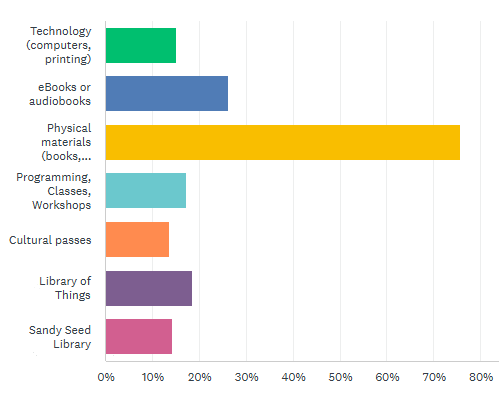 Technology
(computers,
printing)
eBooks or
audiobooks
Physical
materials
(books,...
Programming,
Classes,
Workshops
Cultural passes
Library of
Things
Sandy Seed
Library
0% 10% 20% 30% 40% 50% 60% 70% 80%